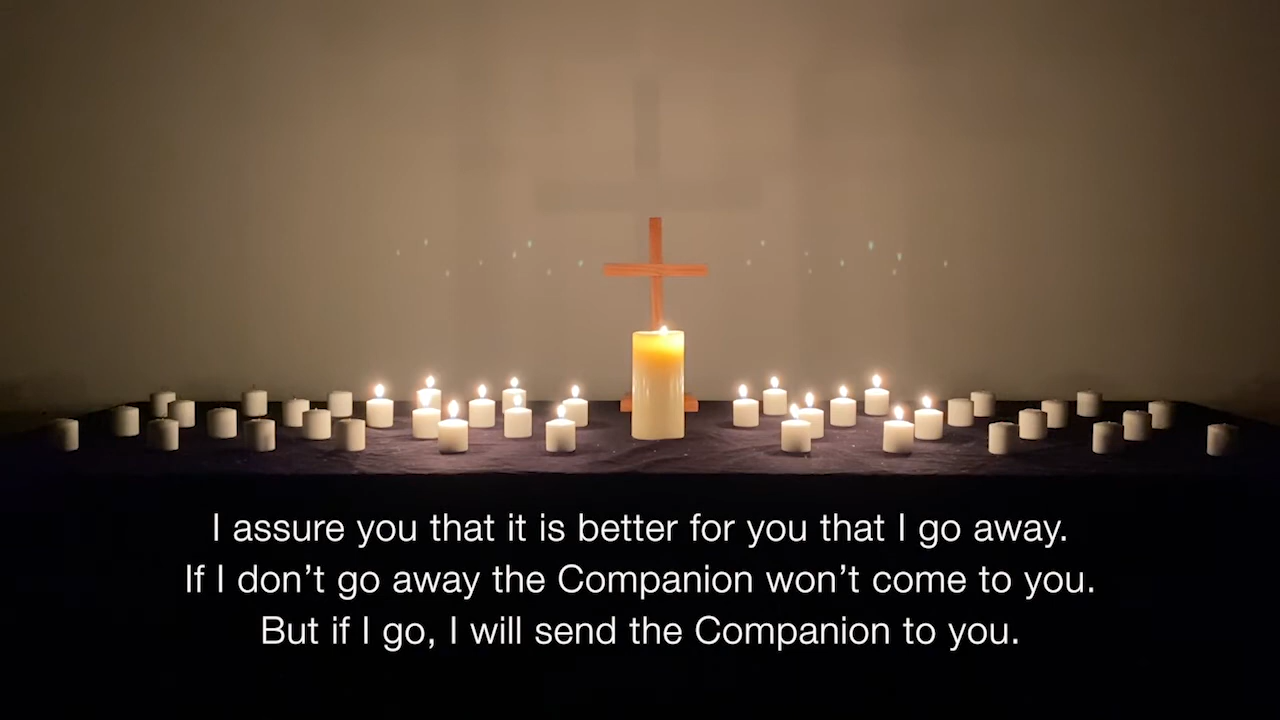 I assure you that it is better for you that I go away.
If I don’t go away the Companion won’t come to you.
But if I go, I will send the Companion to you.